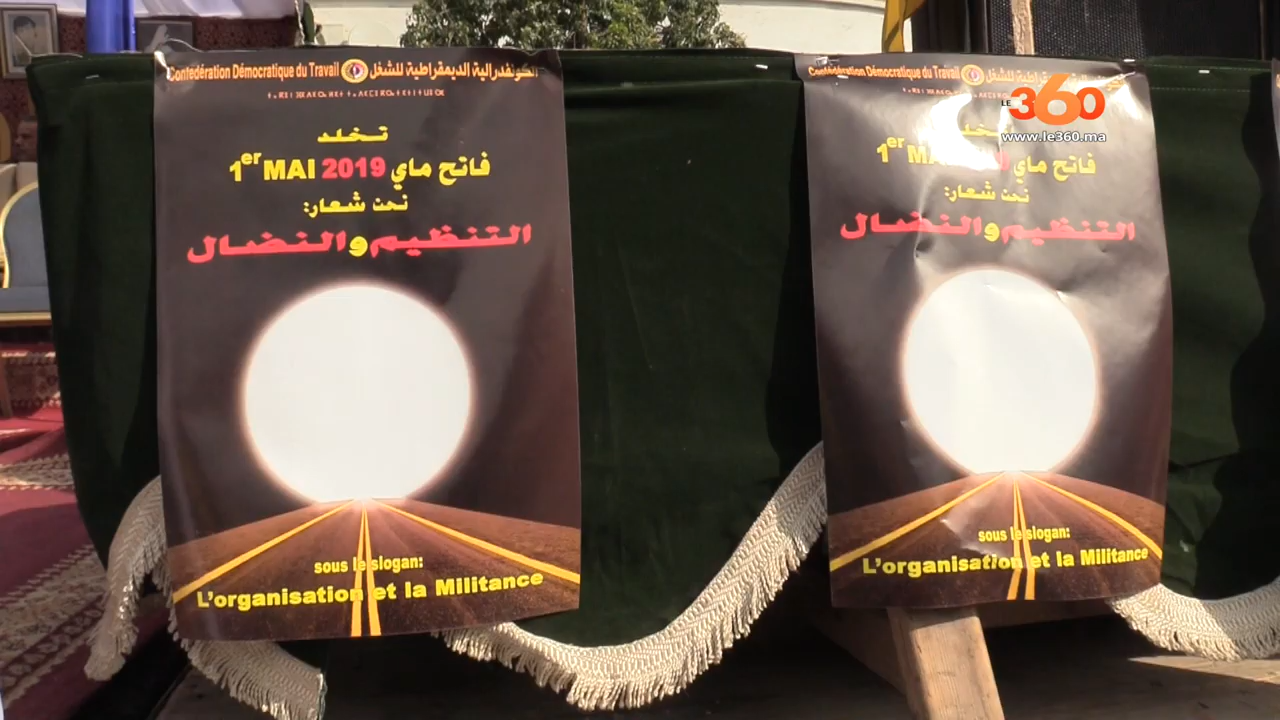 Confédération Démocratique du Travail الكونفدرالية الديمقراطية للشغل
تخلد
فاتح ماي 2019 1er MAI
تحت شعار:
التنظيم والنضال
sous le slogan:
L'organisation et la Militance
Confédération Démocratique du Travail الكونفدرالية الديمقراطية للشغل
تخلد
فاتح ماي 1er
تحت شعار:
التنظيم والنضال
sous le slogan:
L'organisation et la Militance
LE 360
www.le360.ma